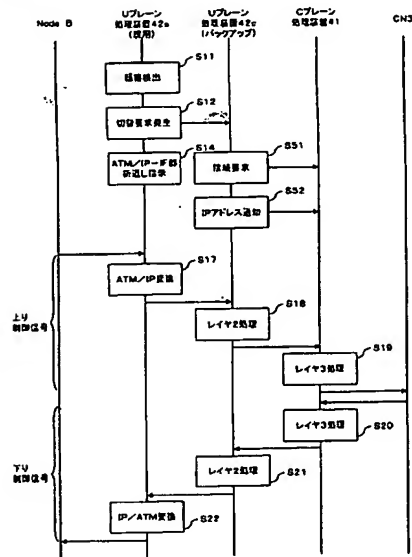 Node B
Uプレーン
処理装置42a
(現用)
Uプレーン
処理装置42c
(バックアップ)
Cプレーン
処理装置41
CN3
S11
障害検出
S12
切替要求発生
S14
ATM/IP-IF部
折返し指示
S51
接続要求
S52
IPアドレス通知
S17
ATM/IP変換
S18
レイヤ2処理
上り
制御信号
S19
レイヤ3処理
レイヤ3処理
S20
レイヤ2処理
S21
下り
制御信号
IP/ATM変換
S22